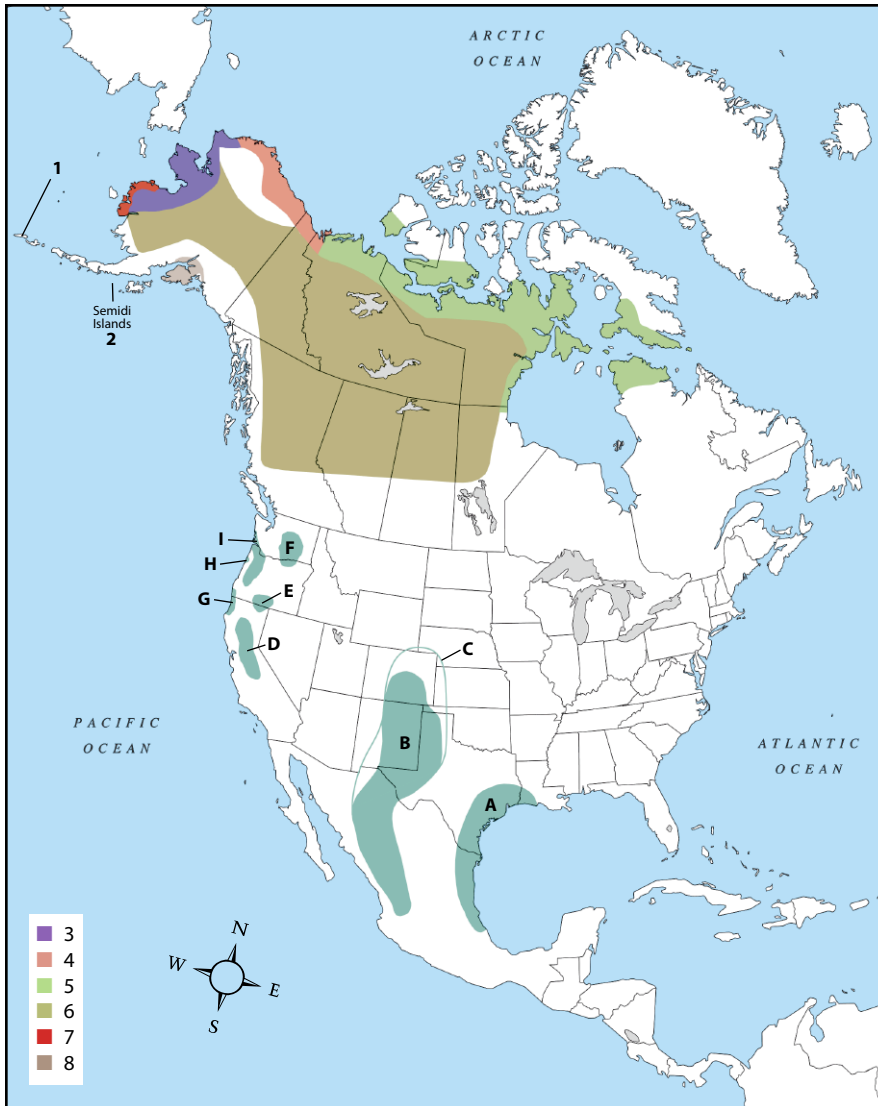 ARCTIC
OCEAN
1
Semidi
Islands
2
I
F
H
E
G
D
C
PACIFIC
OCEAN
B
ATLANTIC
OCEAN
A
N
W
E
S
3
4
5
6
7
8